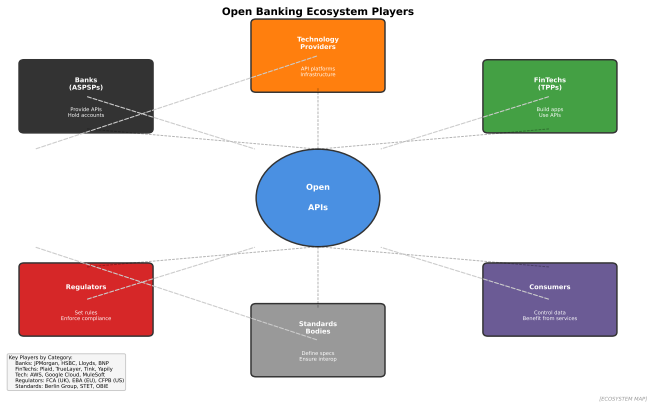 Open Banking Ecosystem Players
Technology
Providers
API platforms
Infrastructure
Banks
(ASPSPs)
Provide APIs
Hold accounts
FinTechs
(TPPs)
Build apps
Use APIs
Open
APIs
Regulators
Set rules
Enforce compliance
Consumers
Control data
Benefit from services
Standards
Bodies
Define specs
Ensure interop
Key Players by Category:
Banks: JPMorgan, HSBC, Lloyds, BNP
FinTechs: Plaid, TrueLayer, Tink, Yapily
Tech: AWS, Google Cloud, MuleSoft
Regulators: FCA (UK), EBA (EU), CFPB (US)
Standards: Berlin Group, STET, OBIE
[ECOSYSTEM MAP]